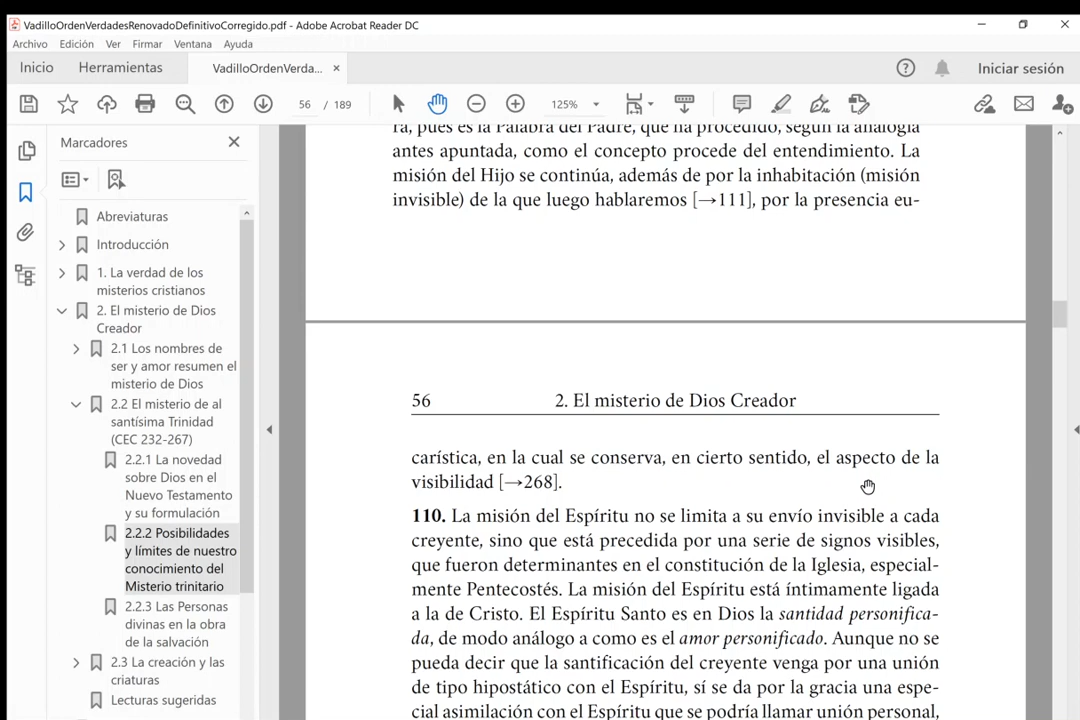 VadilloOrdenVerdadesRenovadoDefinitivoCorregido.pdf - Adobe Acrobat Reader DC
Archivo Edición Ver Firmar Ventana Ayuda
Inicio Herramientas VadilloOrdenVerda... × Iniciar sesión
56 / 189 125%
Marcadores
Abreviaturas
Introducción
1. La verdad de los
misterios cristianos
2. El misterio de Dios
Creador
2.1 Los nombres de
ser y amor resumen el
misterio de Dios
2.2 El misterio de al
santísima Trinidad
(CEC 232-267)
2.2.1 La novedad
sobre Dios en el
Nuevo Testamento
y su formulación
2.2.2 Posibilidades
y límites de nuestro
conocimiento del
Misterio trinitario
2.2.3 Las Personas
divinas en la obra
de la salvación
2.3 La creación y las
criaturas
Lecturas sugeridas
ra, pues es la Palabra del Padre, que ha procedido, según la analogía
antes apuntada, como el concepto procede del entendimiento. La
misión del Hijo se continúa, además de por la inhabitación (misión
invisible) de la que luego hablaremos [→111], por la presencia eu-
56 2. El misterio de Dios Creador
carística, en la cual se conserva, en cierto sentido, el aspecto de la
visibilidad [→268].
110. La misión del Espíritu no se limita a su envío invisible a cada
creyente, sino que está precedida por una serie de signos visibles,
que fueron determinantes en el constitución de la Iglesia, especial-
mente Pentecostés. La misión del Espíritu está íntimamente ligada
a la de Cristo. El Espíritu Santo es en Dios la santidad personifica-
da, de modo análogo a como es el amor personificado. Aunque no se
pueda decir que la santificación del creyente venga por una unión
de tipo hipostático con el Espíritu, sí se da por la gracia una espe-
cial asimilación con el Espíritu que se podría llamar unión personal,